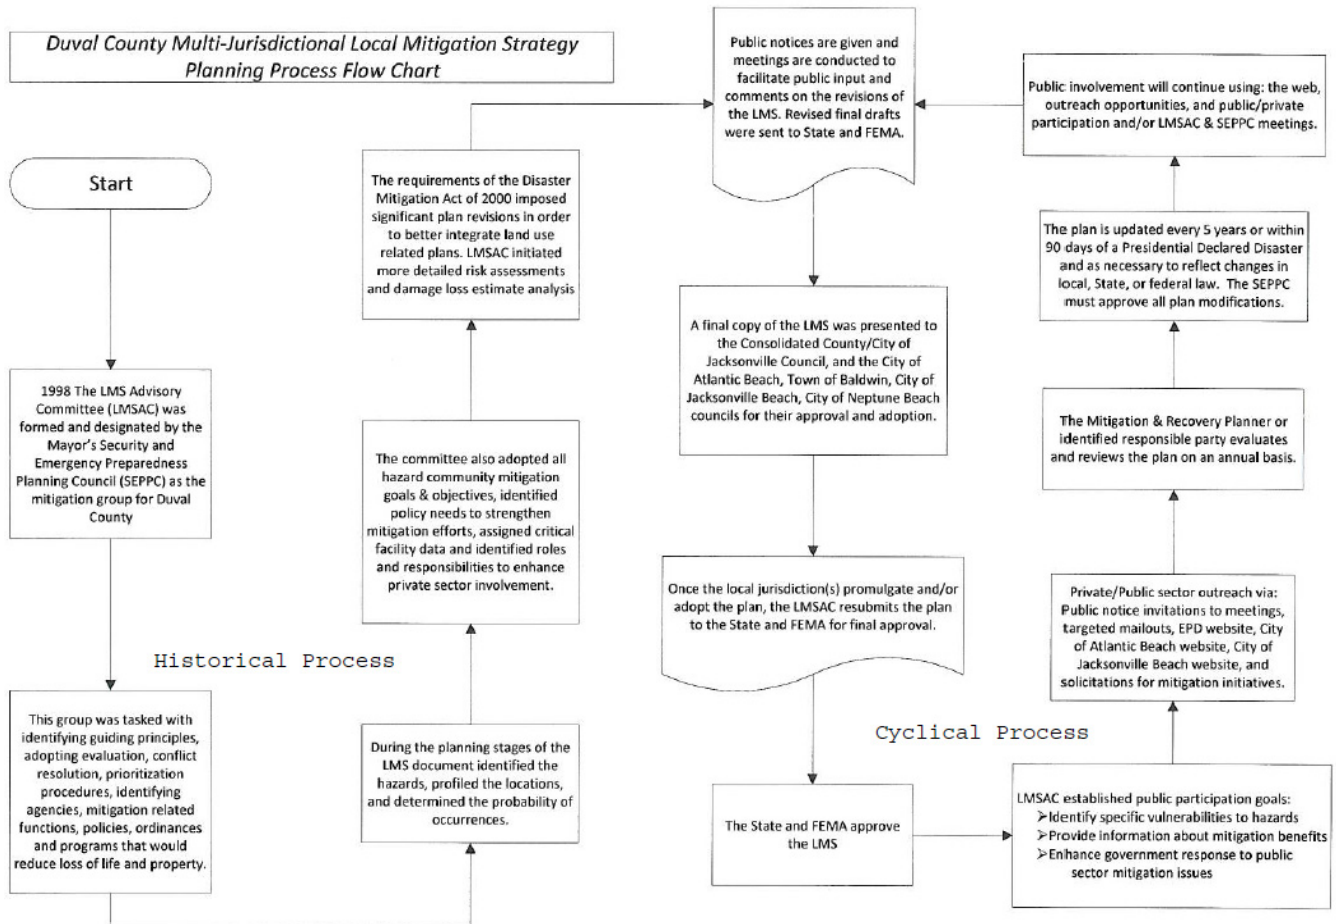 Duval County Multi-Jurisdictional Local Mitigation Strategy
Planning Process Flow Chart
Start
1998 The LMS Advisory
Committee (LMSAC) was
formed and designated by the
Mayor's Security and
Emergency Preparedness
Planning Council (SEPPC) as the
mitigation group for Duval
County
Historical Process
This group was tasked with
identifying guiding principles,
adopting evaluation, conflict
resolution, prioritization
procedures, identifying
agencies, mitigation related
functions, policies, ordinances
and programs that would
reduce loss of life and property.
During the planning stages of the
LMS document identified the
hazards, profiled the locations,
and determined the probability of
occurrences.
The committee also adopted all
hazard community mitigation
goals & objectives, identified
policy needs to strengthen
mitigation efforts, assigned critical
facility data and identified roles
and responsibilities to enhance
private sector involvement.
The requirements of the Disaster
Mitigation Act of 2000 imposed
significant plan revisions in order
to better integrate land use
related plans. LMSAC initiated
more detailed risk assessments
and damage loss estimate analysis
Public notices are given and
meetings are conducted to
facilitate public input and
comments on the revisions of
the LMS. Revised final drafts
were sent to State and FEMA.
A final copy of the LMS was presented to
the Consolidated County/City of
Jacksonville Council, and the City of
Atlantic Beach, Town of Baldwin, City of
Jacksonville Beach, City of Neptune Beach
councils for their approval and adoption.
Once the local jurisdiction(s) promulgate and/or
adopt the plan, the LMSAC resubmits the plan
to the State and FEMA for final approval.
Cyclical Process
The State and FEMA approve
the LMS
LMSAC established public participation goals:
➢Identify specific vulnerabilities to hazards
➢Provide information about mitigation benefits
➢Enhance government response to public
sector mitigation issues
Private/Public sector outreach via:
Public notice invitations to meetings,
targeted mailouts, EPD website, City
of Atlantic Beach website, City of
Jacksonville Beach website, and
solicitations for mitigation initiatives.
The Mitigation & Recovery Planner or
identified responsible party evaluates
and reviews the plan on an annual basis.
The plan is updated every 5 years or within
90 days of a Presidential Declared Disaster
and as necessary to reflect changes in
local, State, or federal law. The SEPPC
must approve all plan modifications.
Public involvement will continue using: the web,
outreach opportunities, and public/private
participation and/or LMSAC & SEPPC meetings.